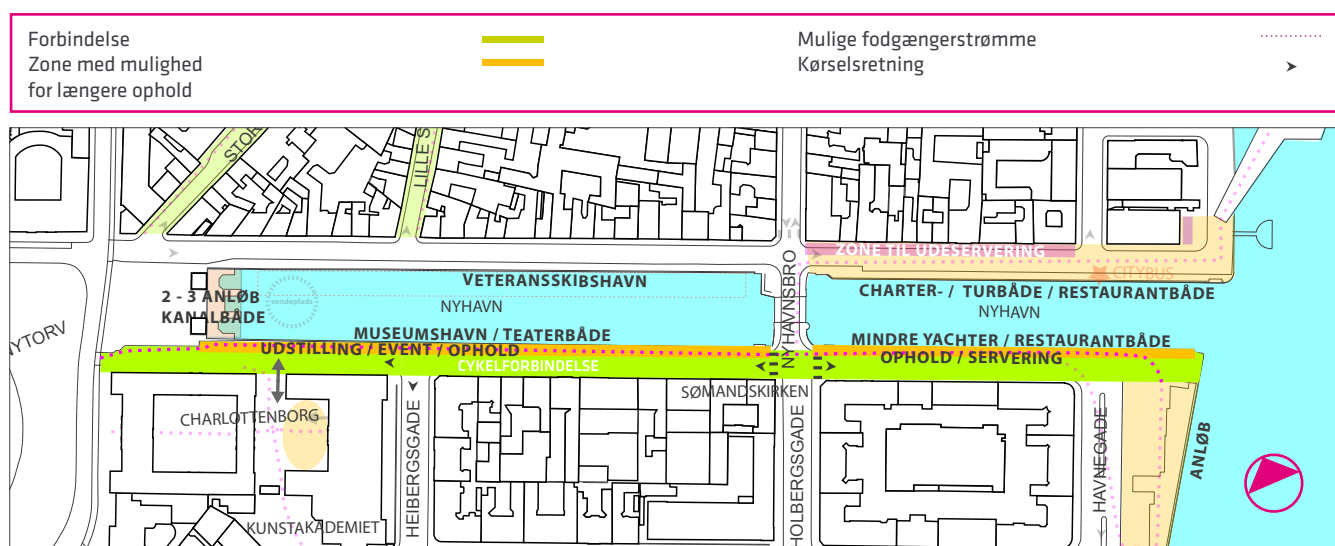 Forbindelse
Zone med mulighed
for længere ophold
Mulige fodgængerstrømme
Kørselsretning
STOR
LILLE S
ZONE TIL UDESERVERING
CITYBUS
VETERANSSKIBSHAVN
vendeplads
NYHAVN
2 - 3 ANLØB
KANALBÅDE
NYHAVNSBRO
CHARTER- / TURBÅDE / RESTAURANTBÅDE
NYHAVN
MUSEUMSHAVN / TEATERBÅDE
UDSTILLING / EVENT / OPHOLD
MINDRE YACHTER / RESTAURANTBÅDE
OPHOLD / SERVERING
CYKELFORBINDELSE
NYTORV
SØMANDSKIRKEN
CHARLOTTENBORG
HEIBERGSGADE
HOLBERGSGADE
HAVNEGADE
ANLØB
KUNSTAKADEMIET